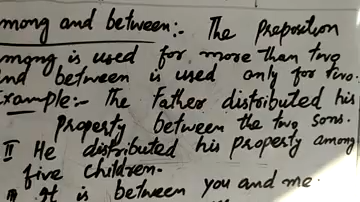 mong and between:- The Preposition
mong is used for more than two
nd between is used only for two.
Example:- The Father distributed his
property between the two sons.
II He distributed his property among
five children.
It is between you and me.